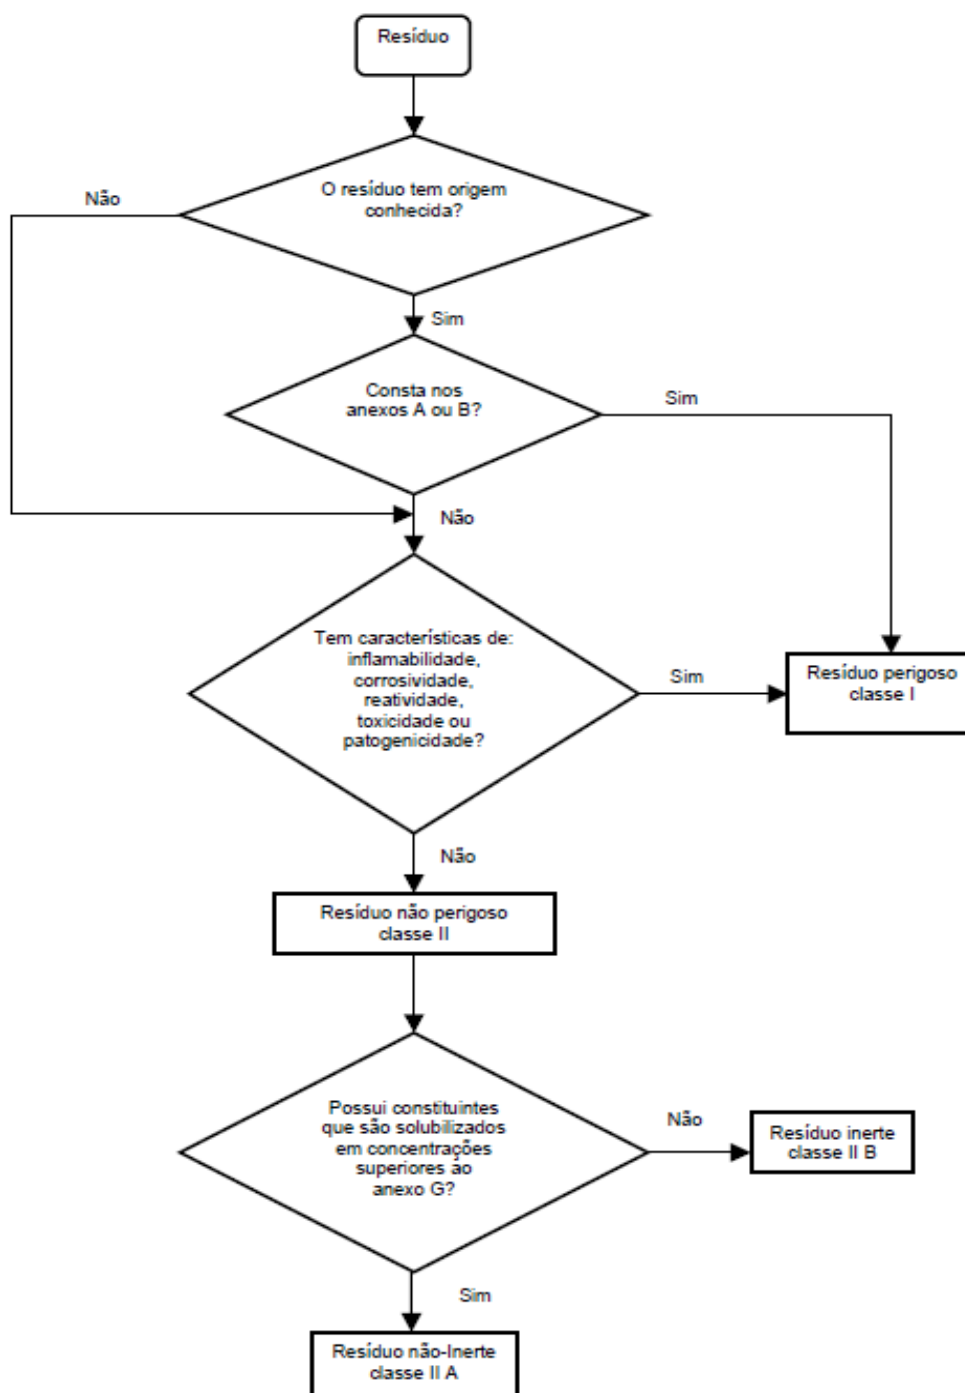 Resíduo
O resíduo tem origem
conhecida?
Não
Sim
Consta nos
anexos A ou B?
Sim
Não
Tem características de:
inflamabilidade,
corrosividade,
reatividade,
toxicidade ou
patogenicidade?
Sim
Resíduo perigoso
classe I
Não
Resíduo não perigoso
classe II
Possui constituintes
que são solubilizados
em concentrações
superiores ao
anexo G?
Não
Resíduo inerte
classe II B
Sim
Resíduo não-Inerte
classe II A